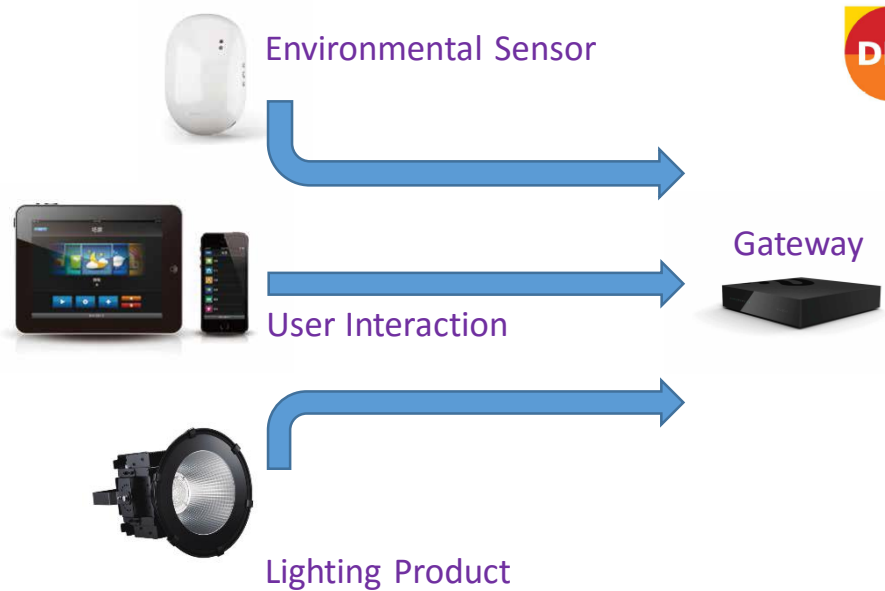 Environmental Sensor
Gateway
User Interaction
Lighting Product